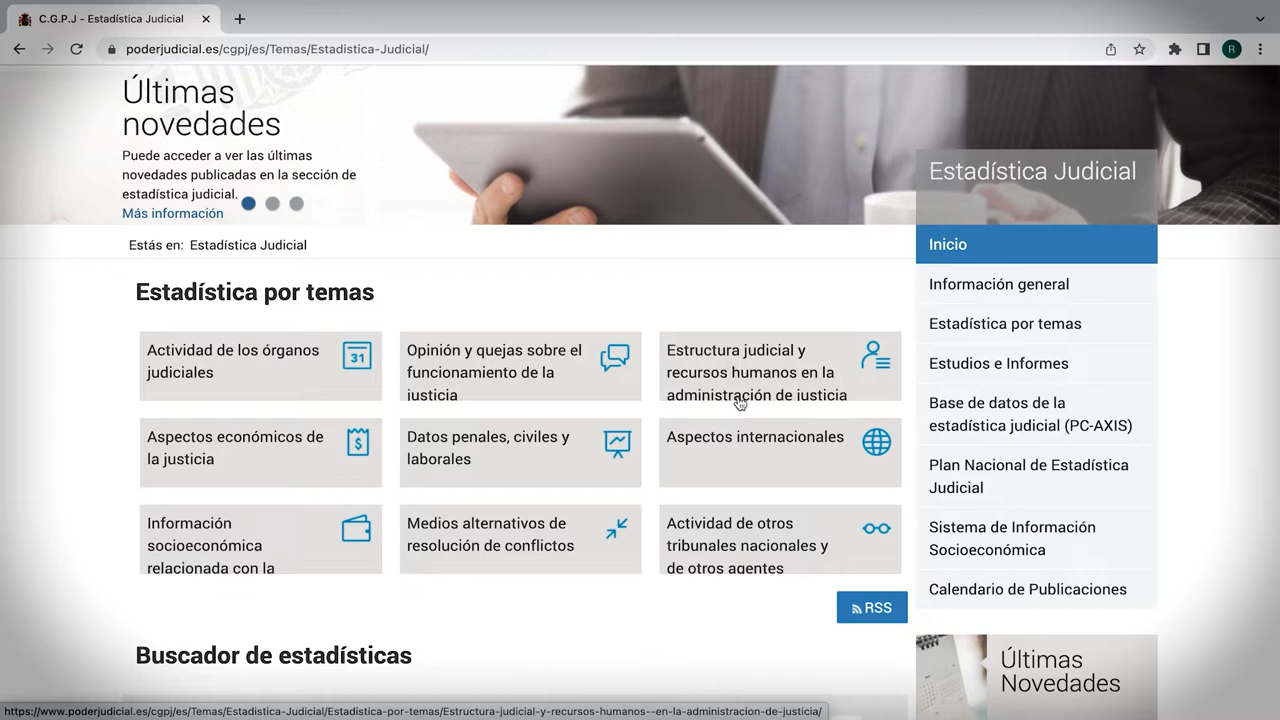 C.G.P.J - Estadística Judicial
poderjudicial.es/cgpj/es/Temas/Estadistica-Judicial/
R
Últimas
novedades
Puede acceder a ver las últimas
novedades publicadas en la sección de
estadística judicial.
Más información
Estadística Judicial
Estás en: Estadística Judicial
Inicio
Información general
Estadística por temas
Estudios e Informes
Base de datos de la
estadística judicial (PC-AXIS)
Plan Nacional de Estadística
Judicial
Sistema de Información
Socioeconómica
Calendario de Publicaciones
Estadística por temas
Actividad de los órganos
judiciales
31
Opinión y quejas sobre el
funcionamiento de la
justicia
Estructura judicial y
recursos humanos en la
administración de justicia
Aspectos económicos de
la justicia
$
Datos penales, civiles y
laborales
Aspectos internacionales
Información
socioeconómica
relacionada con la
Medios alternativos de
resolución de conflictos
Actividad de otros
tribunales nacionales y
de otros agentes
RSS
Buscador de estadísticas
Últimas
Novedades
https://www.poderjudicial.es/cgpj/es/Temas/Estadistica-Judicial/Estadistica-por-temas/Estructura-judicial-y-recursos-humanos--en-la-administracion-de-justicia/